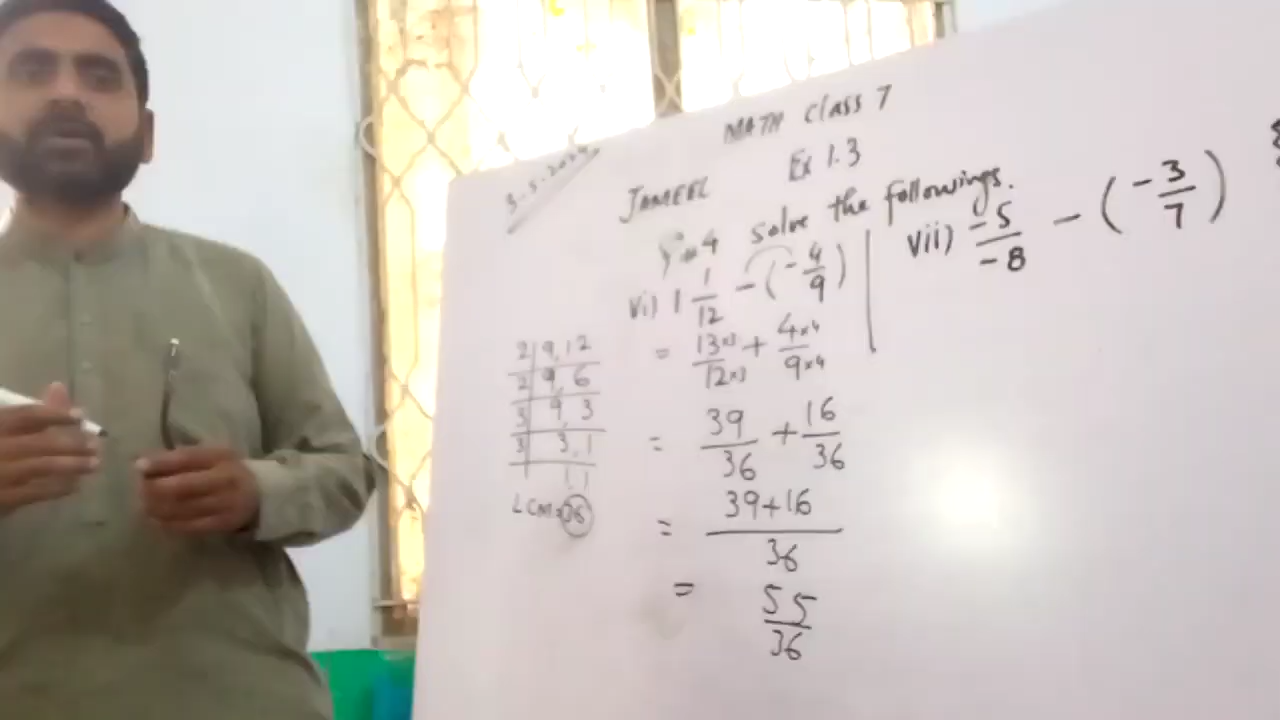 MATH Class 7
Ex 1.3
JAMEEL
4 Solve the followings.
vi) 1 1/12 - (- 4/9)
= 13×3/12×3 + 4×4/9×4
= 39/36 + 16/36
= 39+16/36
= 55/36
2 | 9, 12
2 | 9, 6
3 | 9, 3
3 | 3, 1
1, 1
LCM = 36
vii) -5/-8 - (-3/7)